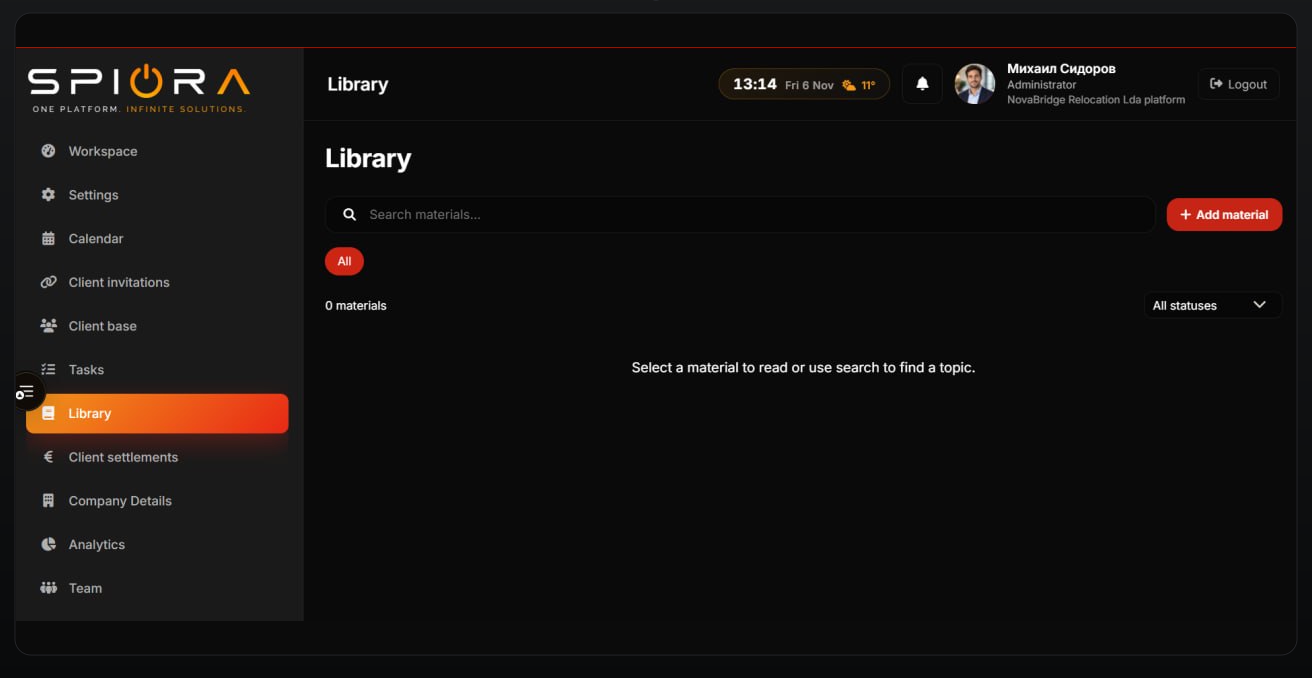 SPIORA
ONE PLATFORM. INFINITE SOLUTIONS.
Workspace
Settings
Calendar
Client invitations
Client base
Tasks
Library
Client settlements
Company Details
Analytics
Team
Library
13:14 Fri 6 Nov 11°
Михаил Сидоров
Administrator
NovaBridge Relocation Lda platform
Logout
Library
Search materials...
+ Add material
All
0 materials
All statuses
Select a material to read or use search to find a topic.